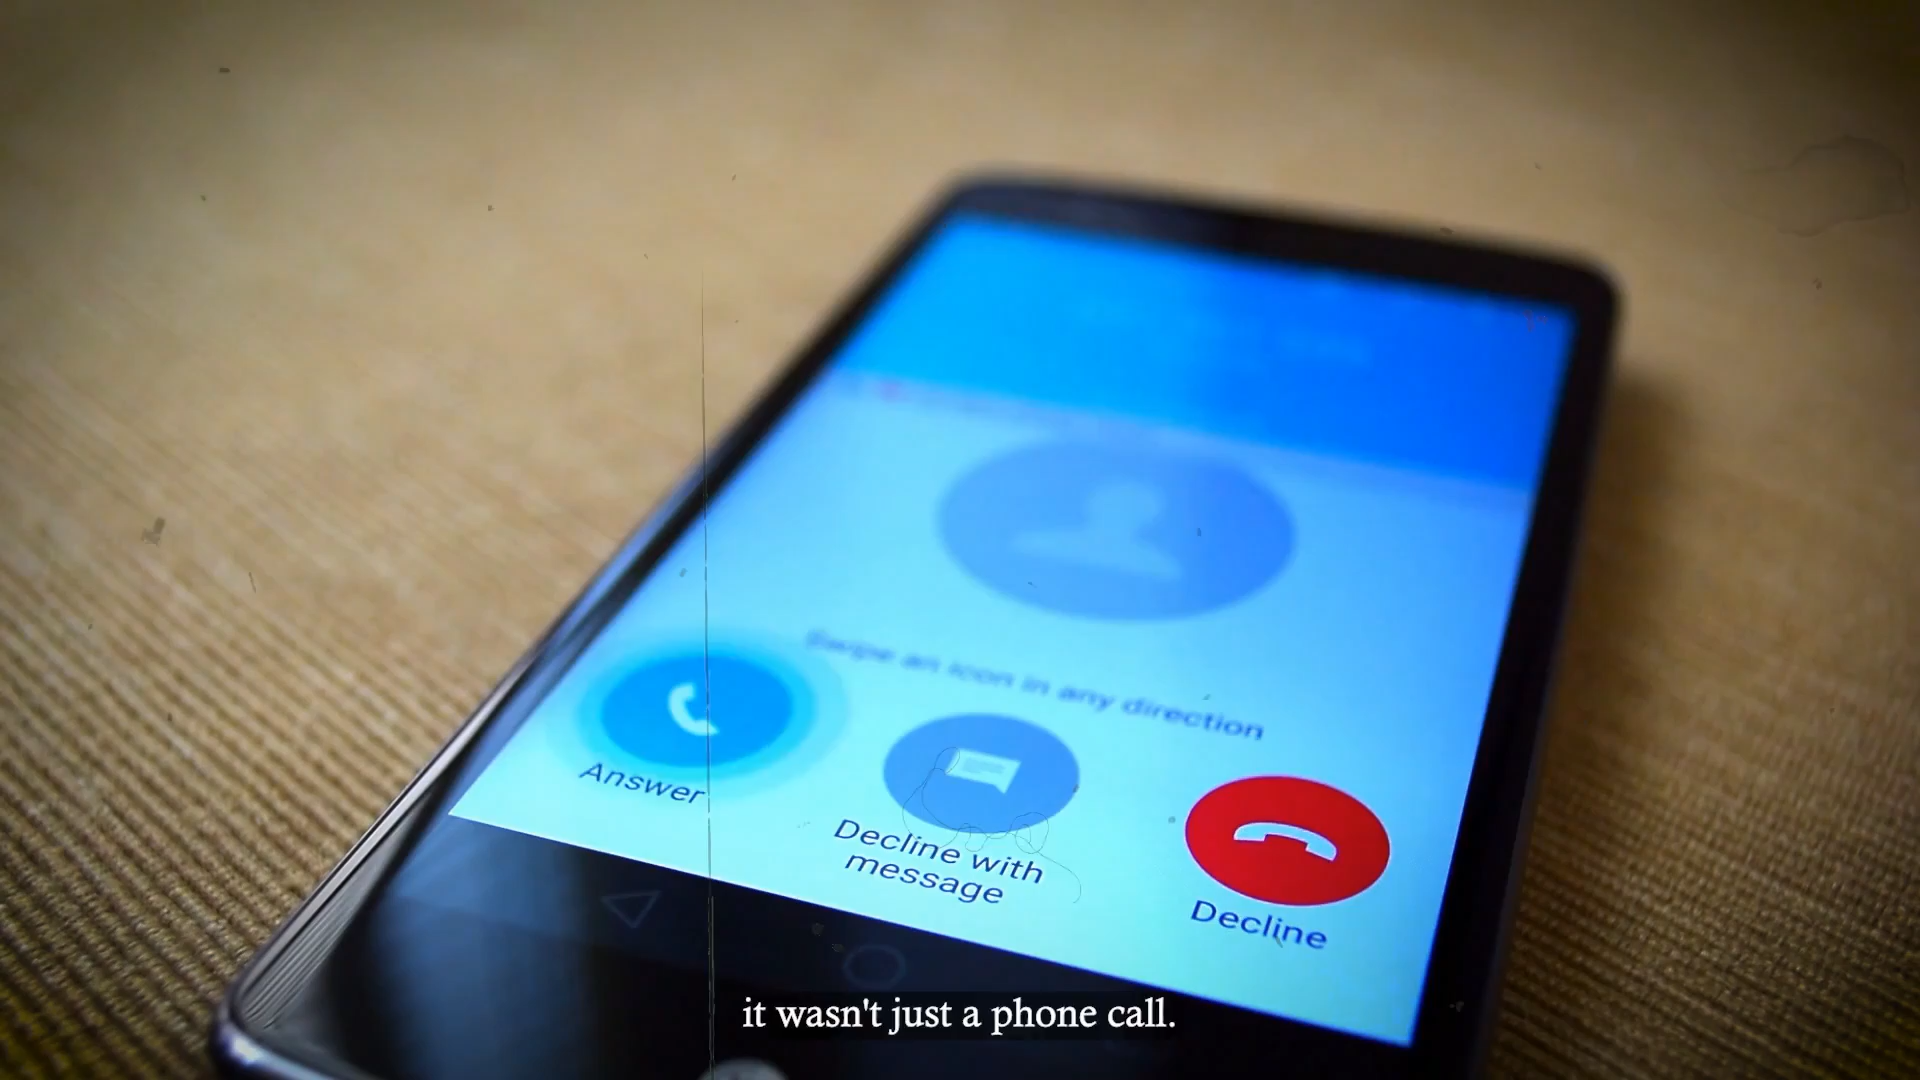 Swipe an icon in any direction
Answer
Decline with
message
Decline
it wasn't just a phone call.